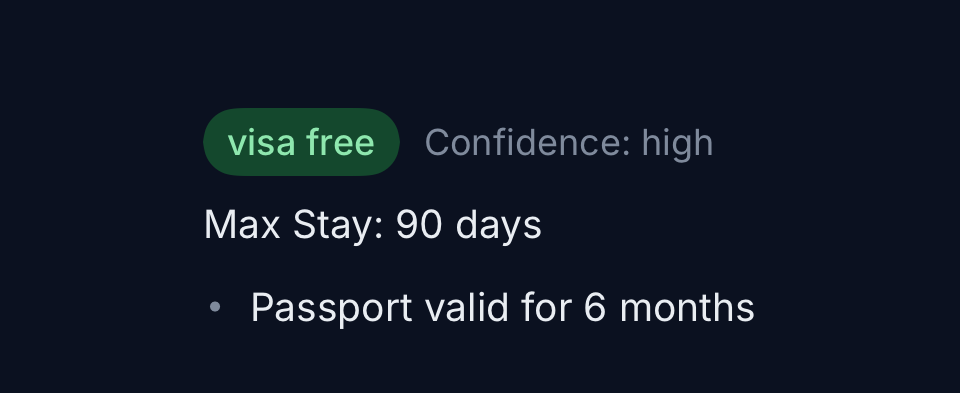 visa free Confidence: high
Max Stay: 90 days
• Passport valid for 6 months